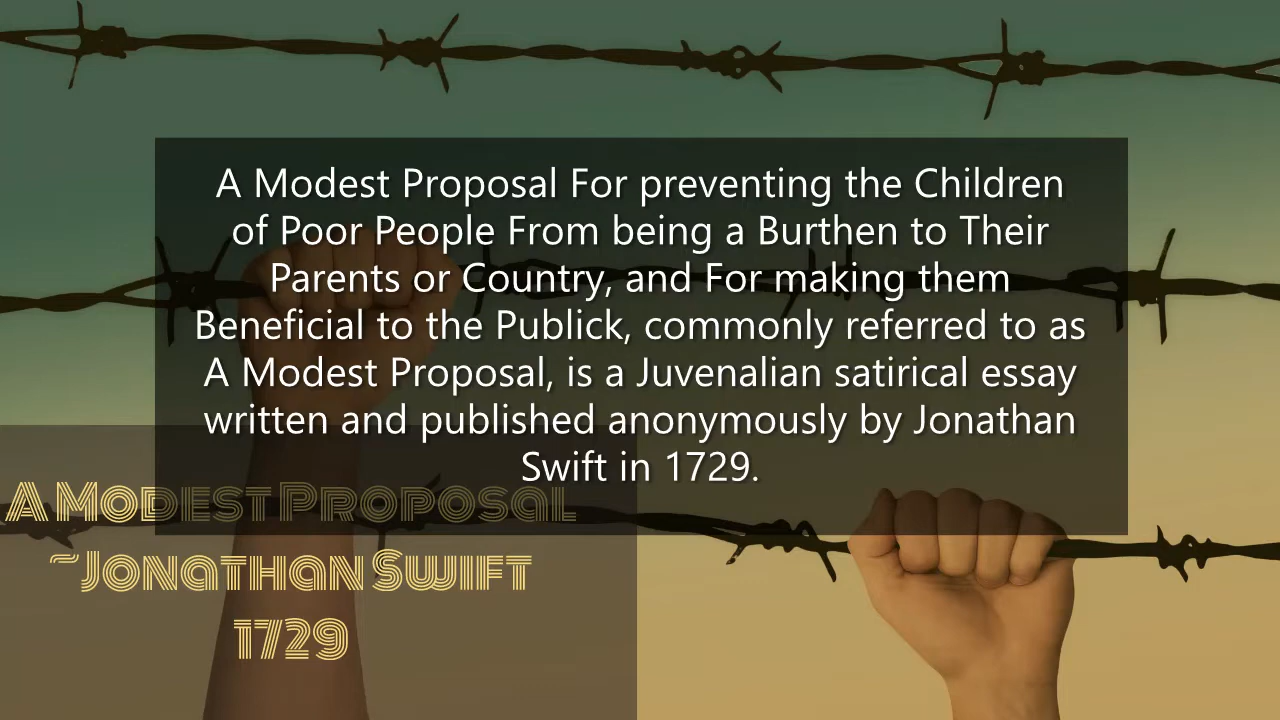 A Modest Proposal For preventing the Children
of Poor People From being a Burthen to Their
Parents or Country, and For making them
Beneficial to the Publick, commonly referred to as
A Modest Proposal, is a Juvenalian satirical essay
written and published anonymously by Jonathan
Swift in 1729.
A Modest Proposal
~Jonathan Swift
1729